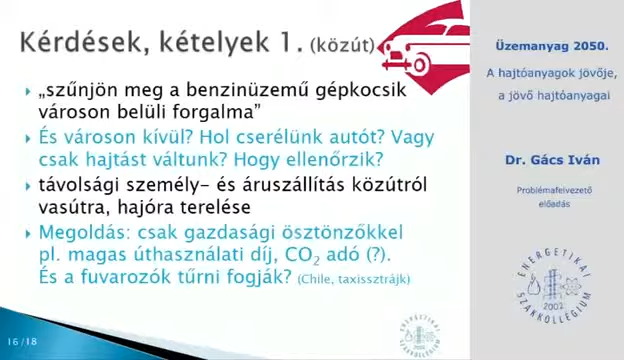 Kérdések, kételyek 1. (közút)
„szűnjön meg a benzinüzemű gépkocsik
városon belüli forgalma”
És városon kívül? Hol cserélünk autót? Vagy
csak hajtást váltunk? Hogy ellenőrzik?
távolsági személy- és áruszállítás közútról
vasútra, hajóra terelése
Megoldás: csak gazdasági ösztönzőkkel
pl. magas úthasználati díj, CO₂ adó (?).
És a fuvarozók tűrni fogják? (Chile, taxissztrájk)
16/18
ENERGETIKAI
SZAKKOLLÉGIUM
Üzemanyag 2050.
A hajtóanyagok jövője,
a jövő hajtóanyagai
Dr. Gács Iván
Problémafelvezető
előadás
ENERGETIKAI
SZAKKOLLÉGIUM
2002